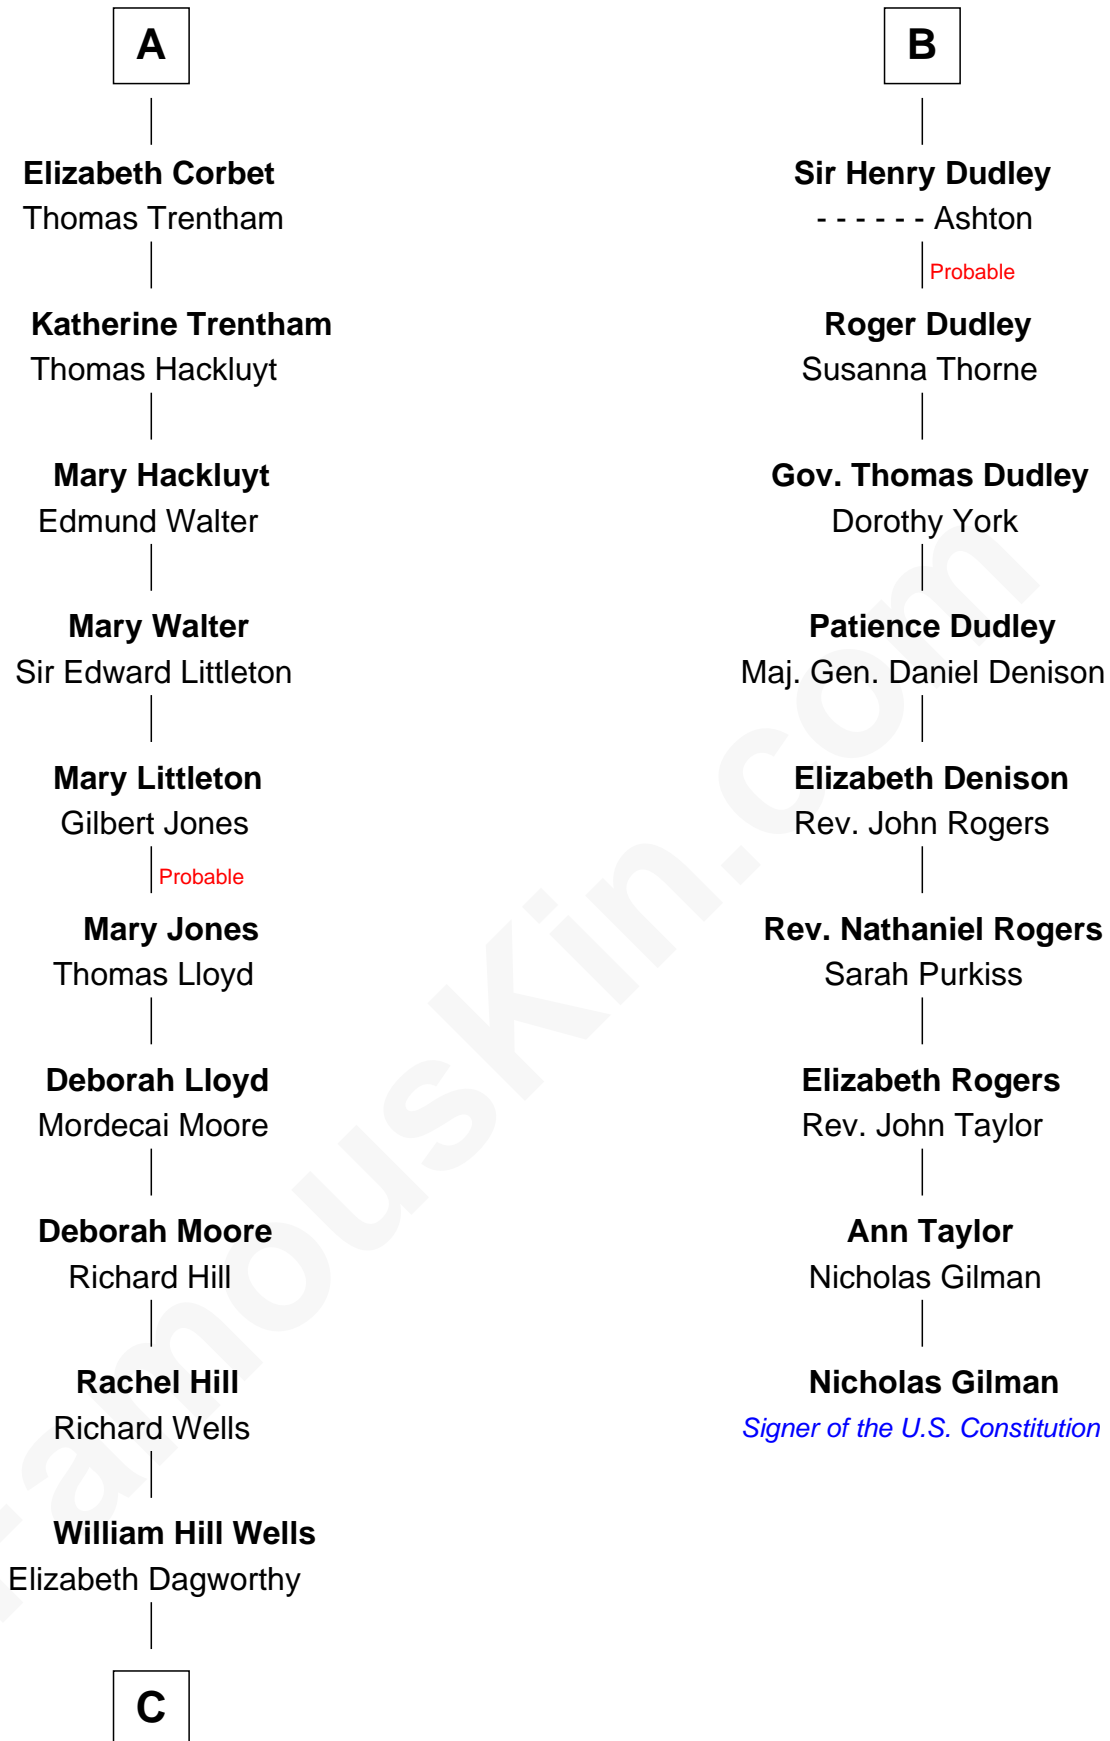 A
Elizabeth Corbet
Thomas Trentham
Katherine Trentham
Thomas Hackluyt
Mary Hackluyt
Edmund Walter
Mary Walter
Sir Edward Littleton
Mary Littleton
Gilbert Jones
Probable
Mary Jones
Thomas Lloyd
Deborah Lloyd
Mordecai Moore
Deborah Moore
Richard Hill
Rachel Hill
Richard Wells
William Hill Wells
Elizabeth Dagworthy
C
B
Sir Henry Dudley
- - - - - - Ashton
Probable
Roger Dudley
Susanna Thorne
Gov. Thomas Dudley
Dorothy York
Patience Dudley
Maj. Gen. Daniel Denison
Elizabeth Denison
Rev. John Rogers
Rev. Nathaniel Rogers
Sarah Purkiss
Elizabeth Rogers
Rev. John Taylor
Ann Taylor
Nicholas Gilman
Nicholas Gilman
Signer of the U.S. Constitution
FamousKin.com